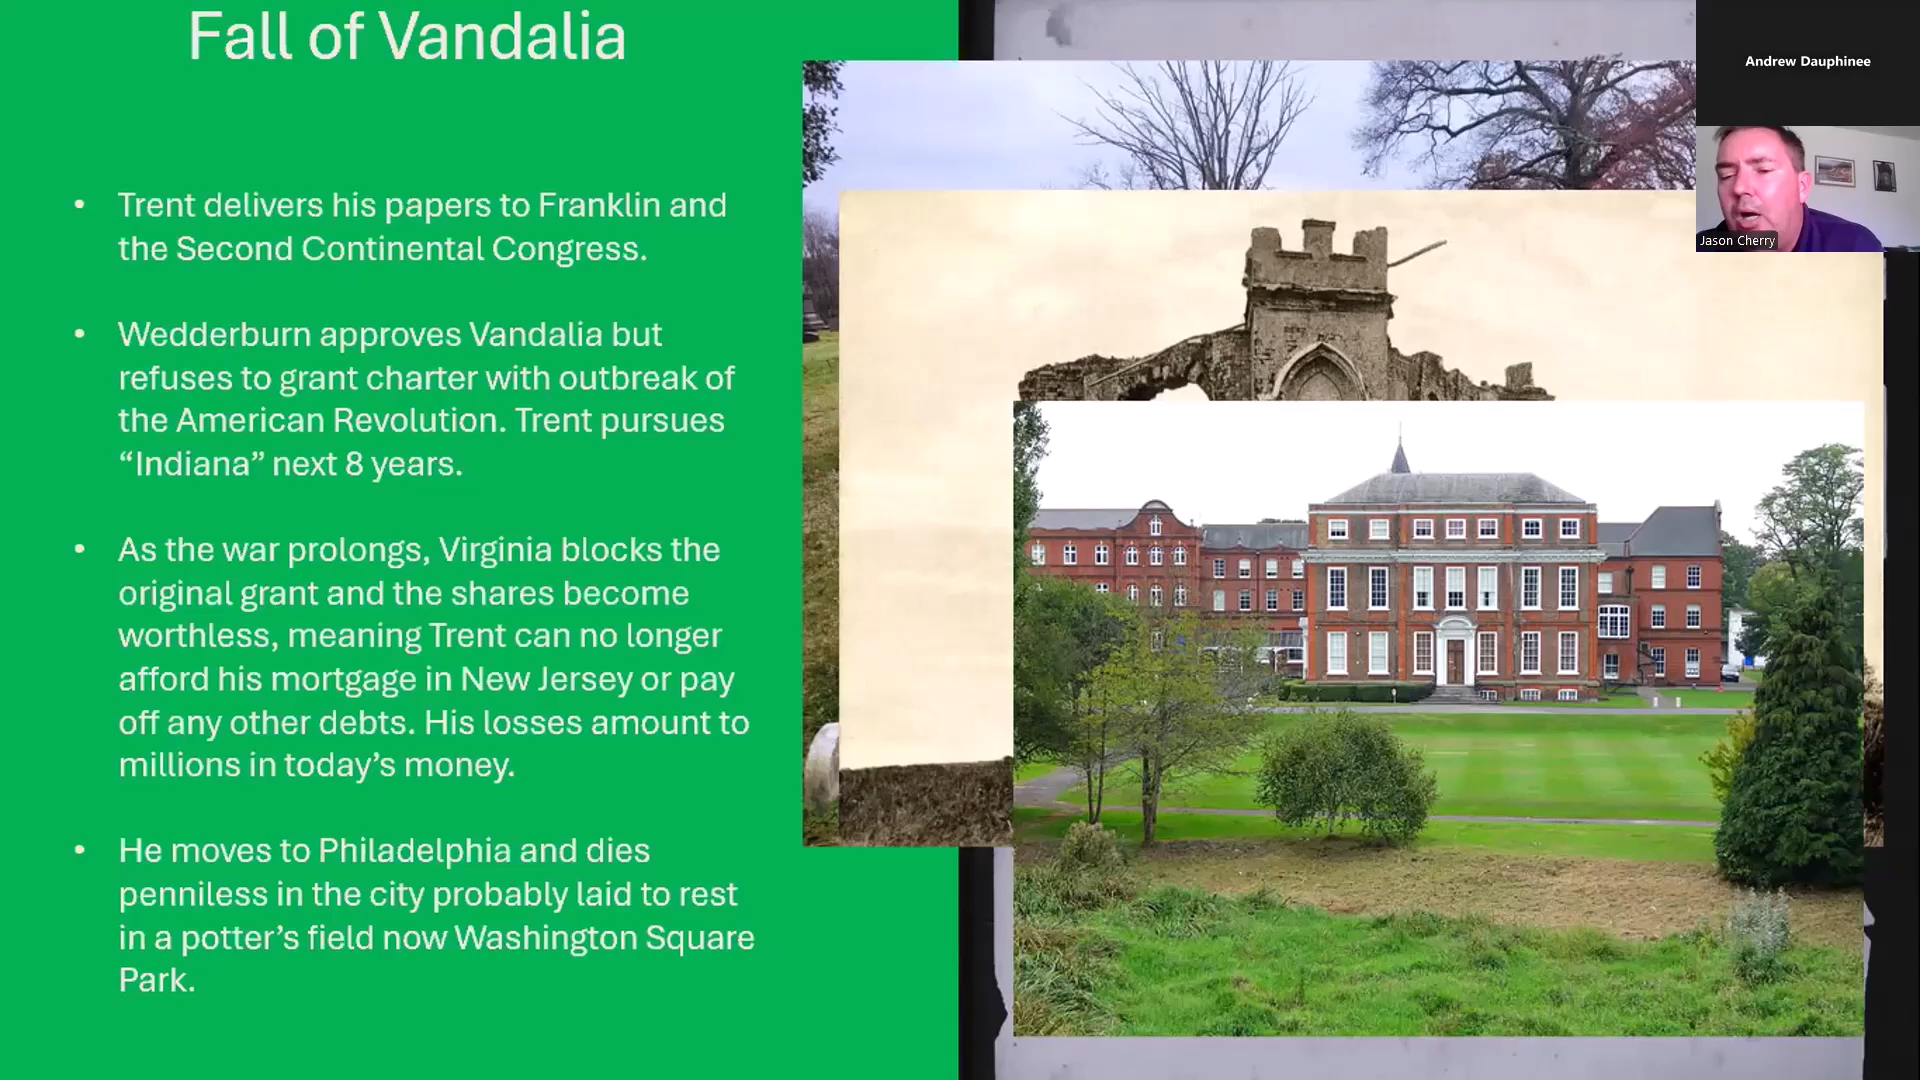 Fall of Vandalia
• Trent delivers his papers to Franklin and
the Second Continental Congress.
• Wedderburn approves Vandalia but
refuses to grant charter with outbreak of
the American Revolution. Trent pursues
“Indiana” next 8 years.
• As the war prolongs, Virginia blocks the
original grant and the shares become
worthless, meaning Trent can no longer
afford his mortgage in New Jersey or pay
off any other debts. His losses amount to
millions in today’s money.
• He moves to Philadelphia and dies
penniless in the city probably laid to rest
in a potter’s field now Washington Square
Park.
Andrew Dauphinee
Jason Cherry